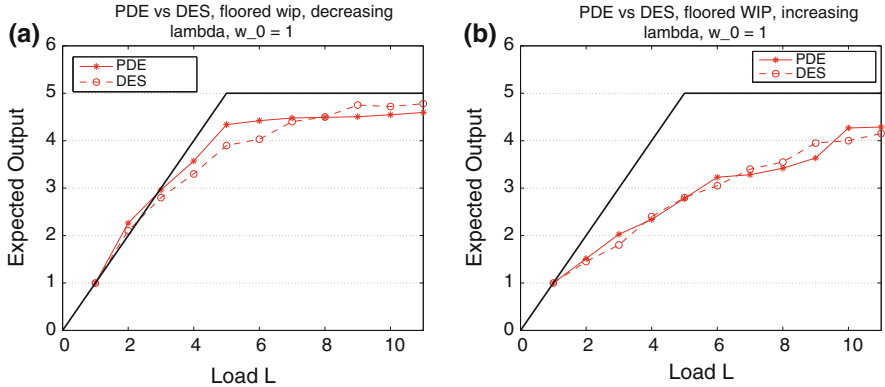 (a)
PDE vs DES, floored wip, decreasing
lambda, w_0 = 1
PDE
DES
Expected Output
6
5
4
3
2
1
0
0 2 4 6 8 10
Load L
(b)
PDE vs DES, floored WIP, increasing
lambda, w_0 = 1
PDE
DES
Expected Output
6
5
4
3
2
1
0
0 2 4 6 8 10
Load L